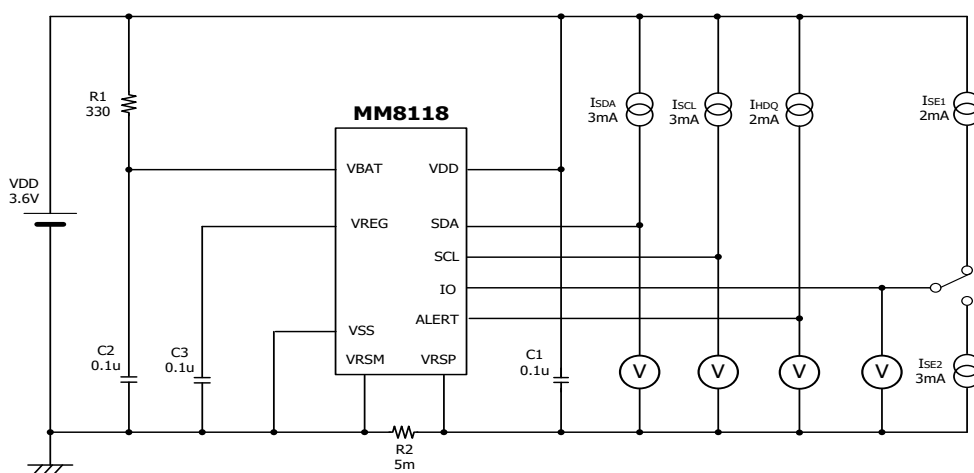 R1
330
MM8118
ISDA
3mA
ISCL
3mA
IHDQ
2mA
ISE1
2mA
VDD
3.6V
VBAT
VDD
VREG
SDA
SCL
IO
ALERT
VSS
VRSM
VRSP
C2
0.1u
C3
0.1u
C1
0.1u
V
V
V
V
ISE2
3mA
R2
5m